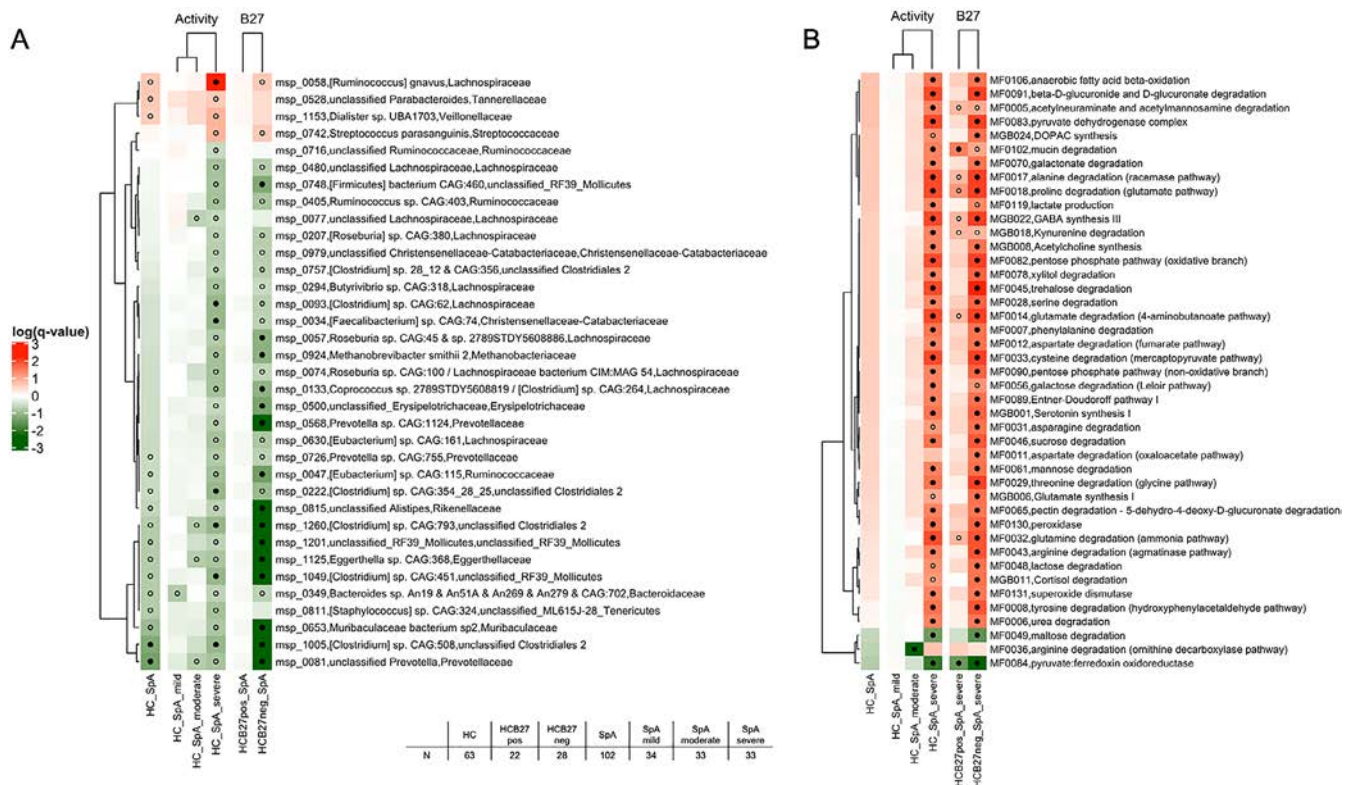 A
Activity
B27
msp_0058,[Ruminococcus] gnavus,Lachnospiraceae
msp_0528,unclassified Parabacteroides,Tannerellaceae
msp_1153,Dialister sp. UBA1703,Veillonellaceae
msp_0742,Streptococcus parasanguinis,Streptococcaceae
msp_0716,unclassified Ruminococcaceae,Ruminococcaceae
msp_0480,unclassified Lachnospiraceae,Lachnospiraceae
msp_0748,[Firmicutes] bacterium CAG:460,unclassified_RF39_Mollicutes
msp_0405,Ruminococcus sp. CAG:403,Ruminococcaceae
msp_0077,unclassified Lachnospiraceae,Lachnospiraceae
msp_0207,[Roseburia] sp. CAG:380,Lachnospiraceae
msp_0979,unclassified Christensenellaceae-Catabacteriaceae,Christensenellaceae-Catabacteriaceae
msp_0757,[Clostridium] sp. 28_12 & CAG:356,unclassified Clostridiales 2
msp_0294,Butyrivibrio sp. CAG:318,Lachnospiraceae
msp_0093,[Clostridium] sp. CAG:62,Lachnospiraceae
msp_0034,[Faecalibacterium] sp. CAG:74,Christensenellaceae-Catabacteriaceae
msp_0057,Roseburia sp. CAG:45 & sp. 2789STDY5608886,Lachnospiraceae
msp_0924,Methanobrevibacter smithii 2,Methanobacteriaceae
msp_0074,Roseburia sp. CAG:100 / Lachnospiraceae bacterium CIM:MAG 54,Lachnospiraceae
msp_0133,Coprococcus sp. 2789STDY5608819 / [Clostridium] sp. CAG:264,Lachnospiraceae
msp_0500,unclassified_Erysipelotrichaceae,Erysipelotrichaceae
msp_0568,Prevotella sp. CAG:1124,Prevotellaceae
msp_0630,[Eubacterium] sp. CAG:161,Lachnospiraceae
msp_0726,Prevotella sp. CAG:755,Prevotellaceae
msp_0047,[Eubacterium] sp. CAG:115,Ruminococcaceae
msp_0222,[Clostridium] sp. CAG:354_28_25,unclassified Clostridiales 2
msp_0815,unclassified Alistipes,Rikenellaceae
msp_1260,[Clostridium] sp. CAG:793,unclassified Clostridiales 2
msp_1201,unclassified_RF39_Mollicutes,unclassified_RF39_Mollicutes
msp_1125,Eggerthella sp. CAG:368,Eggerthellaceae
msp_1049,[Clostridium] sp. CAG:451,unclassified_RF39_Mollicutes
msp_0349,Bacteroides sp. An19 & An51A & An269 & An279 & CAG:702,Bacteroidaceae
msp_0811,[Staphylococcus] sp. CAG:324,unclassified_ML615J-28_Tenericutes
msp_0653,Muribaculaceae bacterium sp2,Muribaculaceae
msp_1005,[Clostridium] sp. CAG:508,unclassified Clostridiales 2
msp_0081,unclassified Prevotella,Prevotellaceae
log(q-value)
3
2
1
0
-1
-2
-3
HC_SpA
HC_SpA_mild
HC_SpA_moderate
HC_SpA_severe
HCB27pos_SpA
HCB27neg_SpA
HC HCB27 pos HCB27 neg SpA SpA mild SpA moderate SpA severe
N 63 22 28 102 34 33 33
B
Activity
B27
MF0106,anaerobic fatty acid beta-oxidation
MF0091,beta-D-glucuronide and D-glucuronate degradation
MF0005,acetylneuraminate and acetylmannosamine degradation
MF0083,pyruvate dehydrogenase complex
MGB024,DOPAC synthesis
MF0102,mucin degradation
MF0070,galactonate degradation
MF0017,alanine degradation (racemase pathway)
MF0018,proline degradation (glutamate pathway)
MF0119,lactate production
MGB022,GABA synthesis III
MGB018,Kynurenine degradation
MGB008,Acetylcholine synthesis
MF0082,pentose phosphate pathway (oxidative branch)
MF0078,xylitol degradation
MF0045,trehalose degradation
MF0028,serine degradation
MF0014,glutamate degradation (4-aminobutanoate pathway)
MF0007,phenylalanine degradation
MF0012,aspartate degradation (fumarate pathway)
MF0033,cysteine degradation (mercaptopyruvate pathway)
MF0090,pentose phosphate pathway (non-oxidative branch)
MF0056,galactose degradation (Leloir pathway)
MF0089,Entner-Doudoroff pathway I
MGB001,Serotonin synthesis I
MF0031,asparagine degradation
MF0046,sucrose degradation
MF0011,aspartate degradation (oxaloacetate pathway)
MF0061,mannose degradation
MF0029,threonine degradation (glycine pathway)
MGB006,Glutamate synthesis I
MF0065,pectin degradation - 5-dehydro-4-deoxy-D-glucuronate degradation
MF0130,peroxidase
MF0032,glutamine degradation (ammonia pathway)
MF0043,arginine degradation (agmatinase pathway)
MF0048,lactose degradation
MGB011,Cortisol degradation
MF0131,superoxide dismutase
MF0008,tyrosine degradation (hydroxyphenylacetaldehyde pathway)
MF0006,urea degradation
MF0049,maltose degradation
MF0036,arginine degradation (ornithine decarboxylase pathway)
MF0084,pyruvate:ferredoxin oxidoreductase
HC_SpA
HC_SpA_mild
HC_SpA_moderate
HC_SpA_severe
HCB27pos_SpA_severe
HCB27neg_SpA_severe